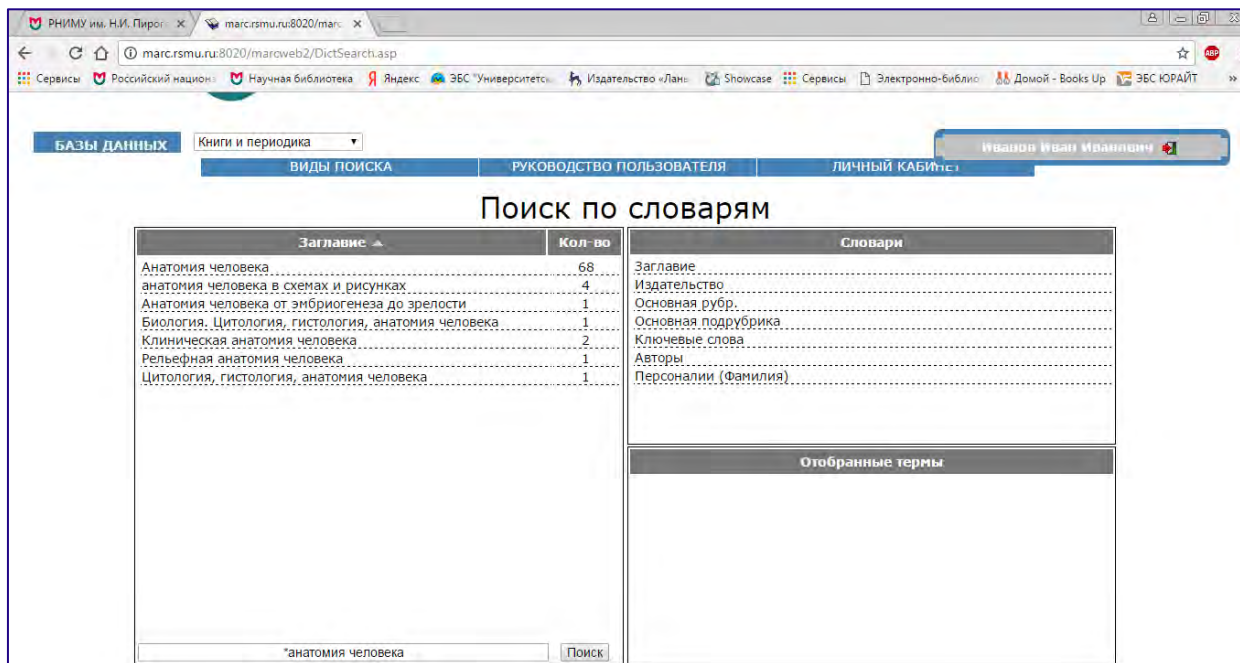 РНИМУ им. Н.И. Пирог
marc.rsmu.ru:8020/marc
marc.rsmu.ru:8020/marcweb2/DictSearch.asp
ABP
Сервисы Российский национ Научная библиотека Яндекс ЭБС "Университетск Издательство «Лань Showcase Сервисы Электронно-библио Домой - Books Up ЭБС ЮРАЙТ »
БАЗЫ ДАННЫХ Книги и периодика
Иванов Иван Иванович
ВИДЫ ПОИСКА РУКОВОДСТВО ПОЛЬЗОВАТЕЛЯ ЛИЧНЫЙ КАБИНЕТ
Поиск по словарям
Заглавие Кол-во
Анатомия человека 68
анатомия человека в схемах и рисунках 4
Анатомия человека от эмбриогенеза до зрелости 1
Биология. Цитология, гистология, анатомия человека 1
Клиническая анатомия человека 2
Рельефная анатомия человека 1
Цитология, гистология, анатомия человека 1
*анатомия человека Поиск
Словари
Заглавие
Издательство
Основная рубр.
Основная подрубрика
Ключевые слова
Авторы
Персоналии (Фамилия)
Отобранные термы